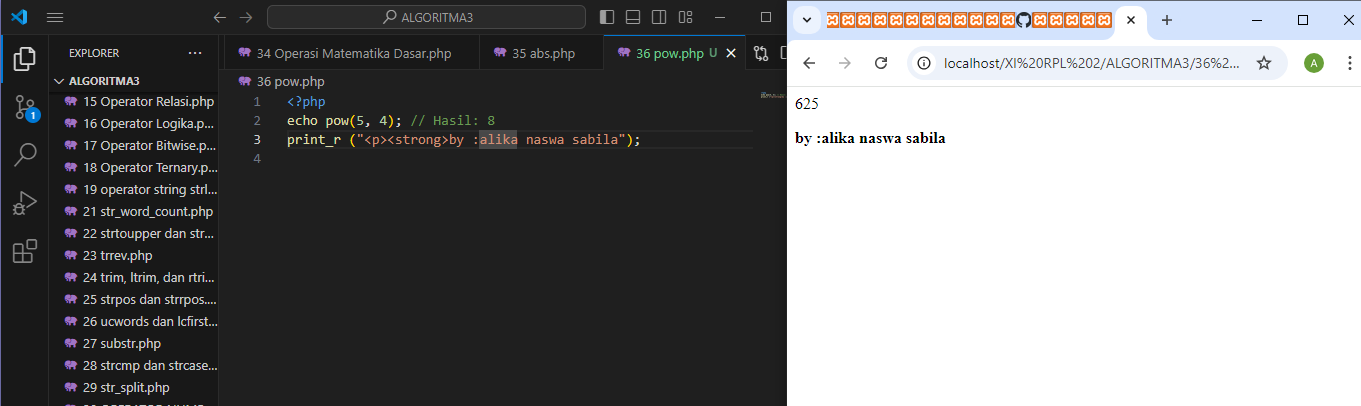 ALGORITMA3
EXPLORER
ALGORITMA3
15 Operator Relasi.php
16 Operator Logika.p...
17 Operator Bitwise.p...
18 Operator Ternary.p...
19 operator string strl...
21 str_word_count.php
22 strtoupper dan str...
23 trrev.php
24 trim, ltrim, dan rtri...
25 strpos dan strrpos....
26 ucwords dan lcfirst...
27 substr.php
28 strcmp dan strcase...
29 str_split.php
1
34 Operasi Matematika Dasar.php
35 abs.php
36 pow.php U
36 pow.php
1 <?php
2 echo pow(5, 4); // Hasil: 8
3 print_r ("<p><strong>by :alika naswa sabila");
4
localhost/XI%20RPL%202/ALGORITMA3/36%2...
A
625
by :alika naswa sabila